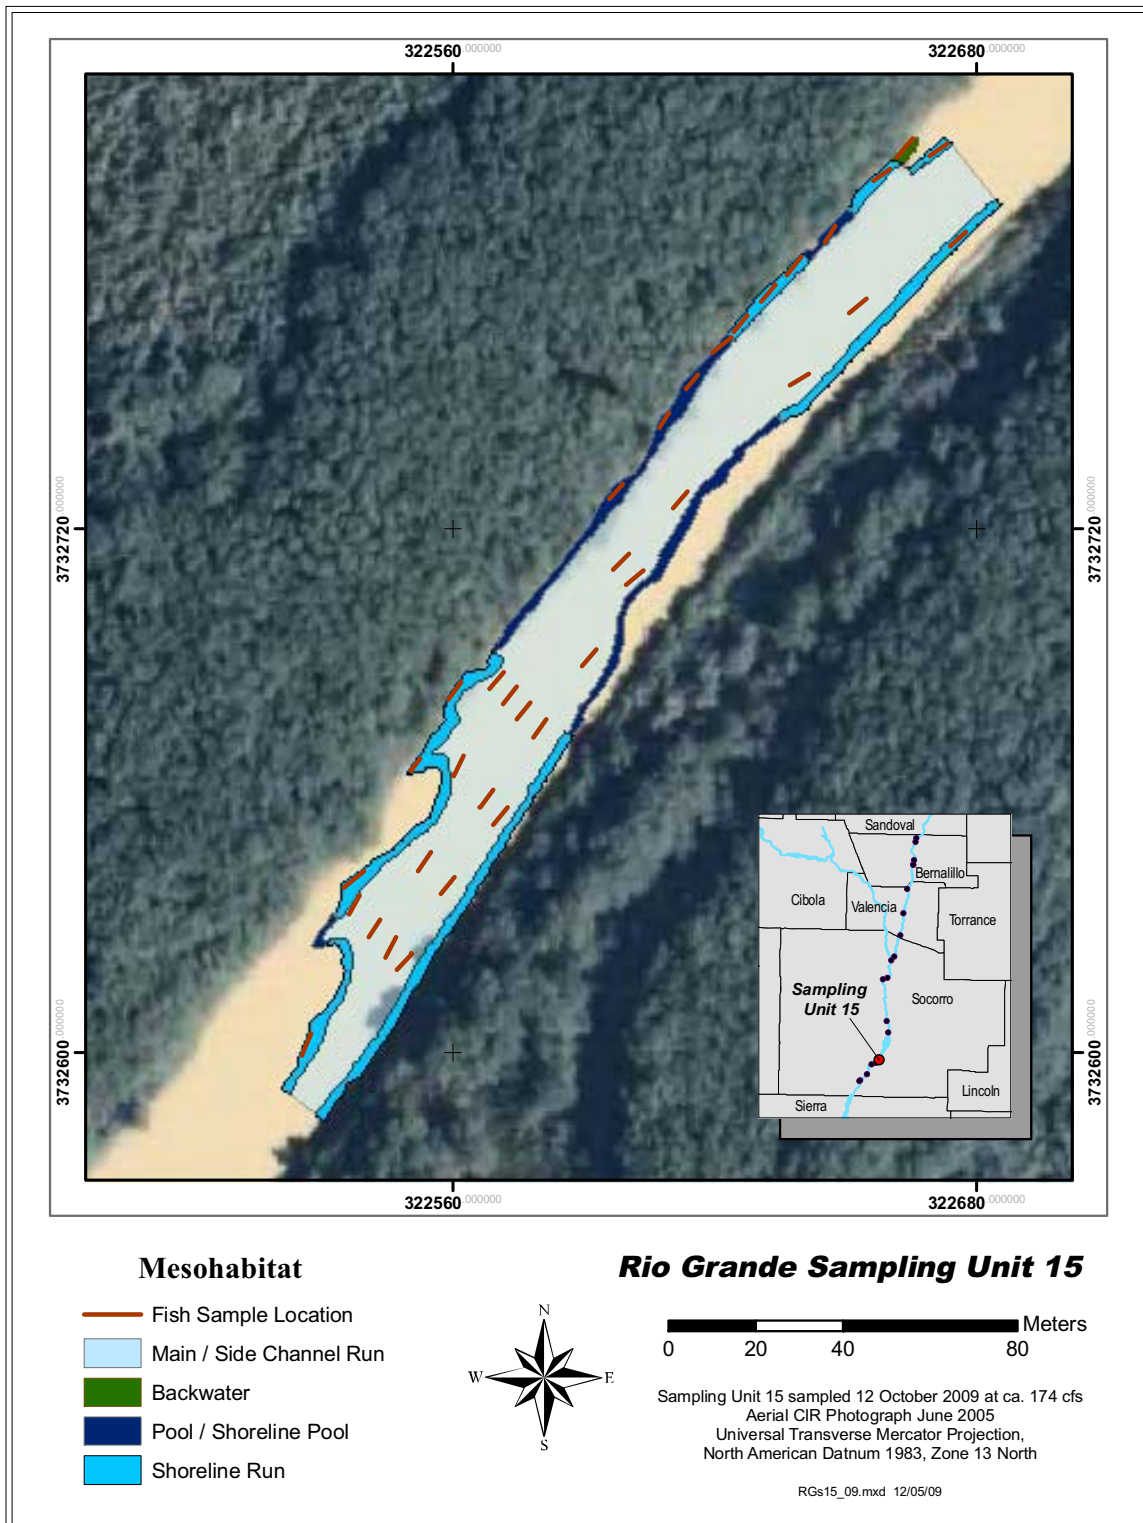 322560.000000 322680.000000
3732720.000000
3732720.000000
3732600.000000
3732600.000000
Sandoval
Bernalillo
Cibola
Valencia
Torrance
Sampling
Unit 15
Socorro
Lincoln
Sierra
322560.000000 322680.000000
Mesohabitat
Fish Sample Location
Main / Side Channel Run
Backwater
Pool / Shoreline Pool
Shoreline Run
N
W E
S
Rio Grande Sampling Unit 15
Meters
0 20 40 80
Sampling Unit 15 sampled 12 October 2009 at ca. 174 cfs
Aerial CIR Photograph June 2005
Universal Transverse Mercator Projection,
North American Datnum 1983, Zone 13 North
RGs15_09.mxd 12/05/09